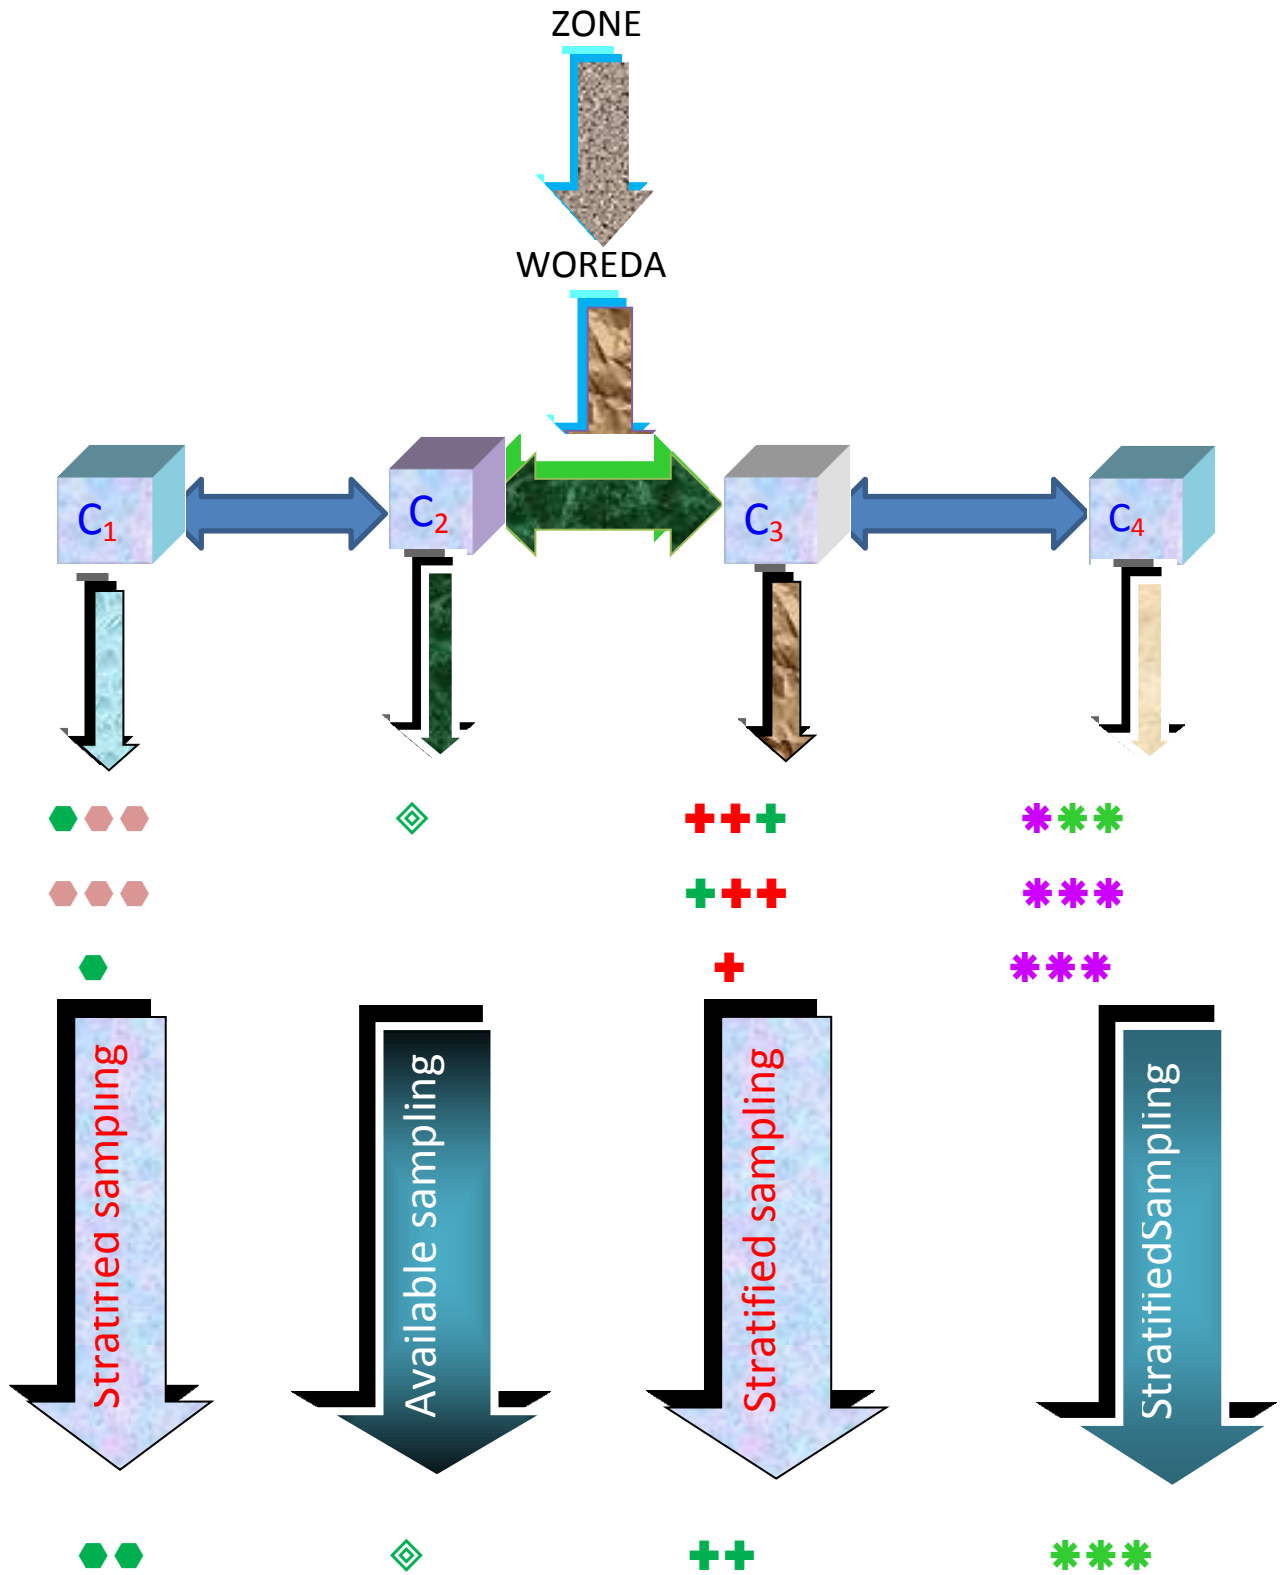 ZONE
WOREDA
C1
C2
C3
C4
Stratified sampling
Available sampling
Stratified sampling
StratifiedSampling